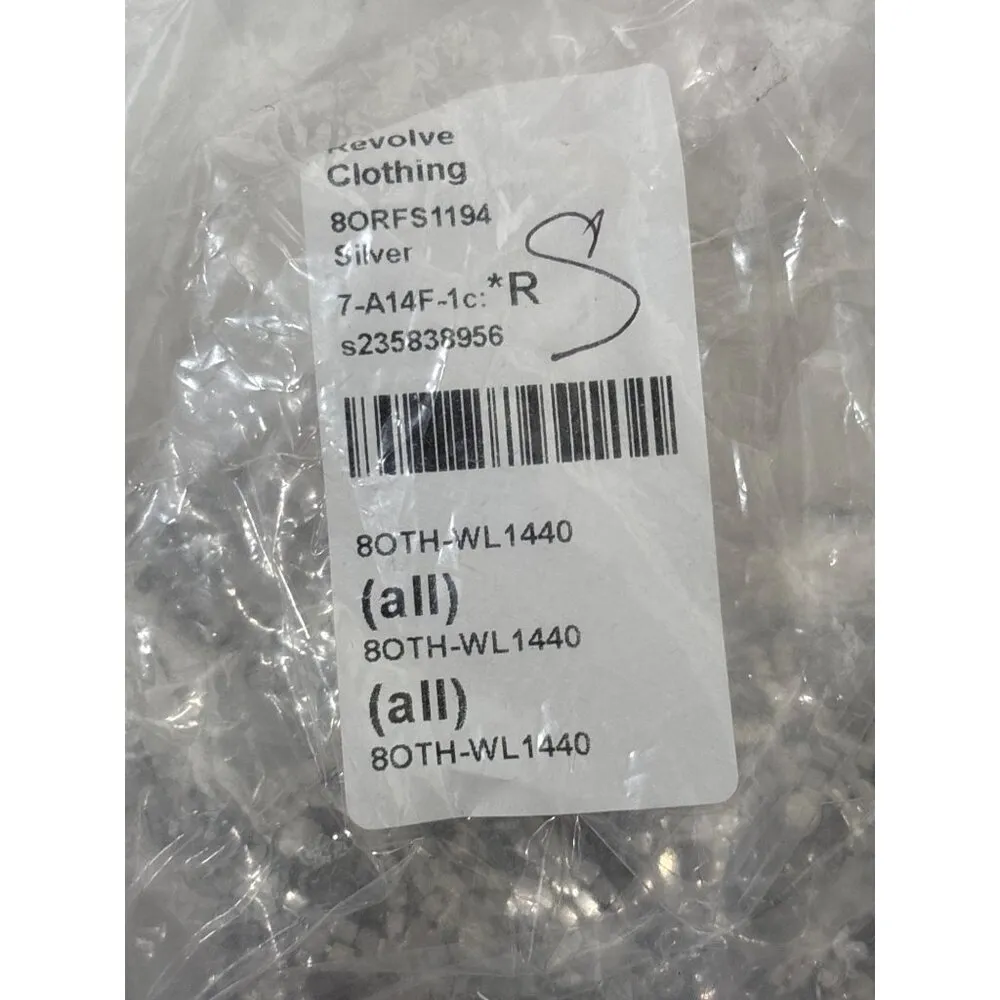 Revolve
Clothing
8ORFS1194
Silver
7-A14F-1c:*R
S
s235838956
8OTH-WL1440
(all)
8OTH-WL1440
(all)
8OTH-WL1440